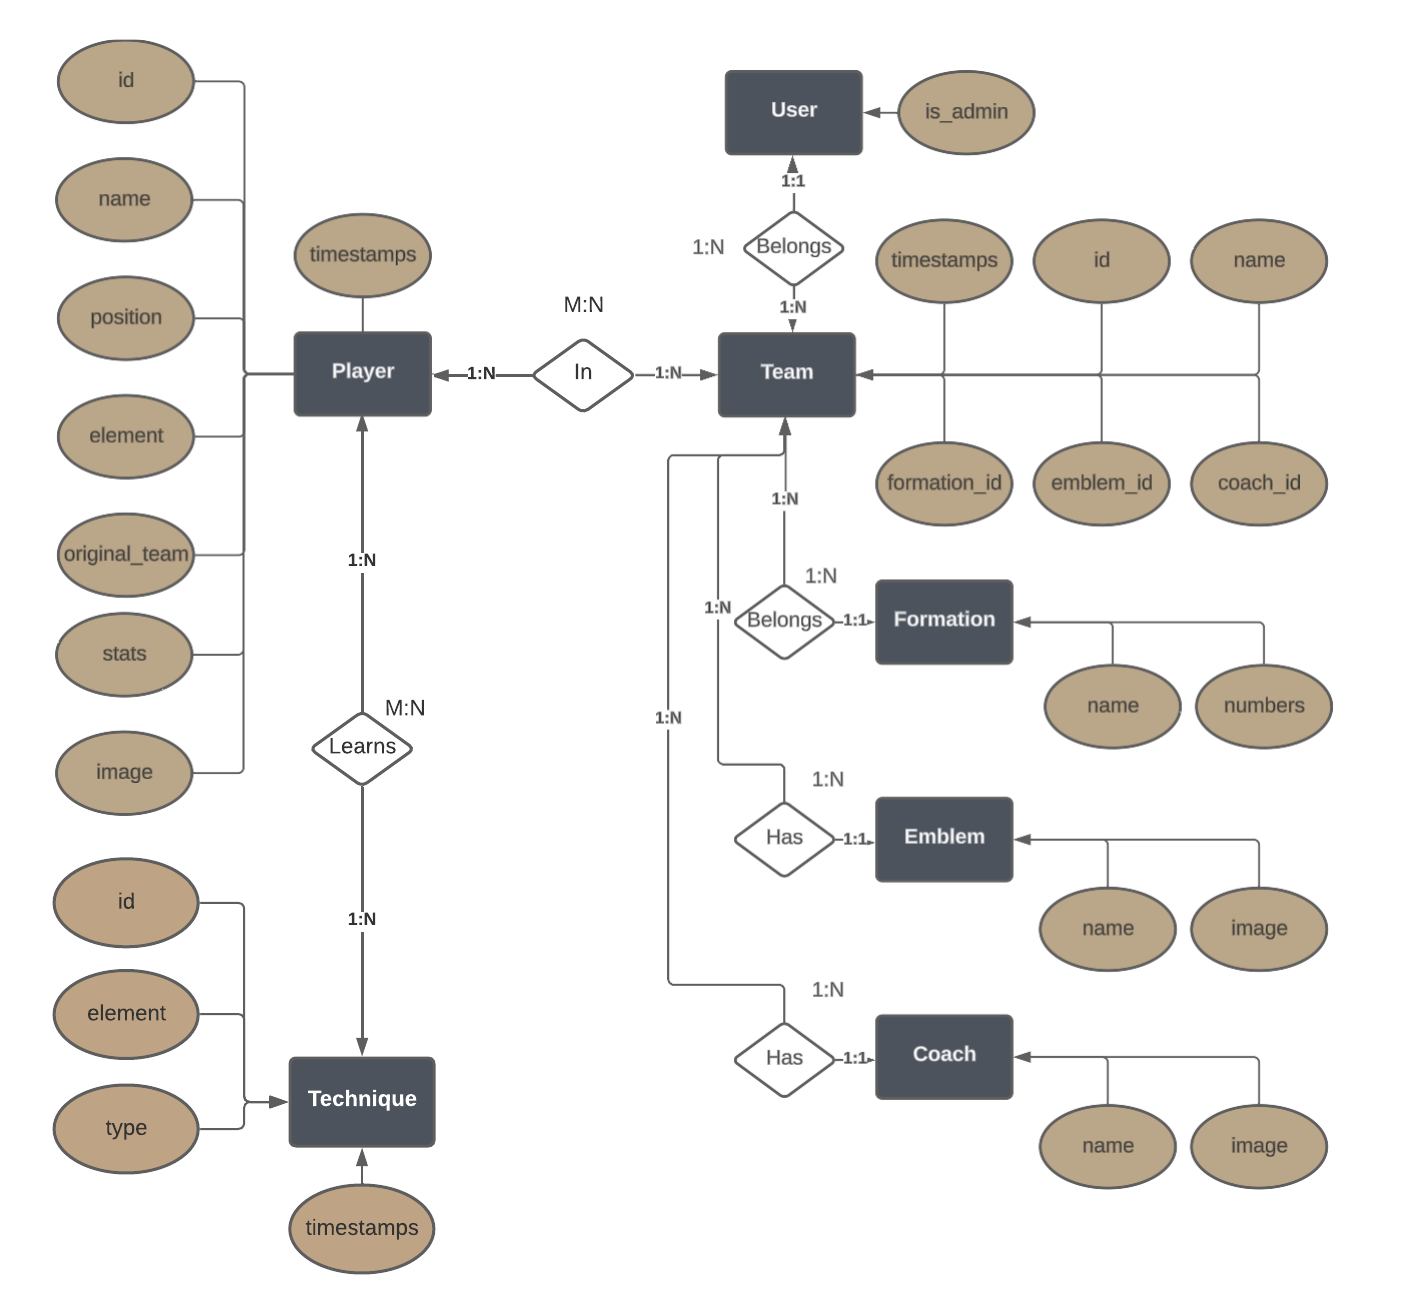 id
name
position
element
original_team
stats
image
timestamps
Player
1:N
In
M:N
1:N
User
is_admin
1:1
Belongs
1:N
1:N
Team
timestamps
id
name
formation_id
emblem_id
coach_id
1:N
Learns
M:N
1:N
id
element
type
Technique
timestamps
1:N
1:N
Belongs
1:1
Formation
name
numbers
1:N
1:N
Has
1:1
Emblem
name
image
1:N
1:N
Has
1:1
Coach
name
image